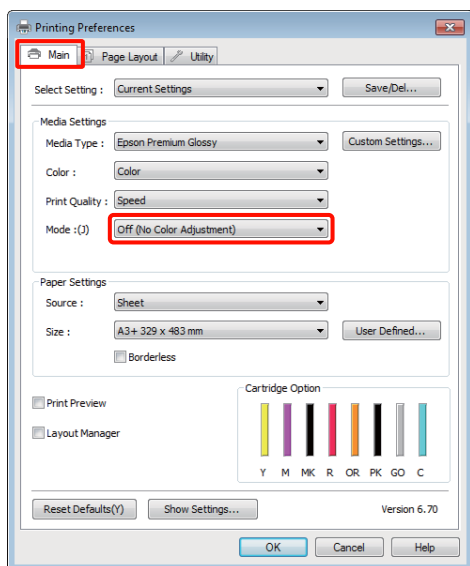 Printing Preferences
Main Page Layout Utility
Select Setting : Current Settings Save/Del...
Media Settings
Media Type : Epson Premium Glossy Custom Settings...
Color : Color
Print Quality : Speed
Mode :(J) Off (No Color Adjustment)
Paper Settings
Source : Sheet
Size : A3+ 329 x 483 mm User Defined...
Borderless
Cartridge Option
Print Preview
Layout Manager
Y M MK R OR PK GO C
Reset Defaults(Y) Show Settings... Version 6.70
OK Cancel Help